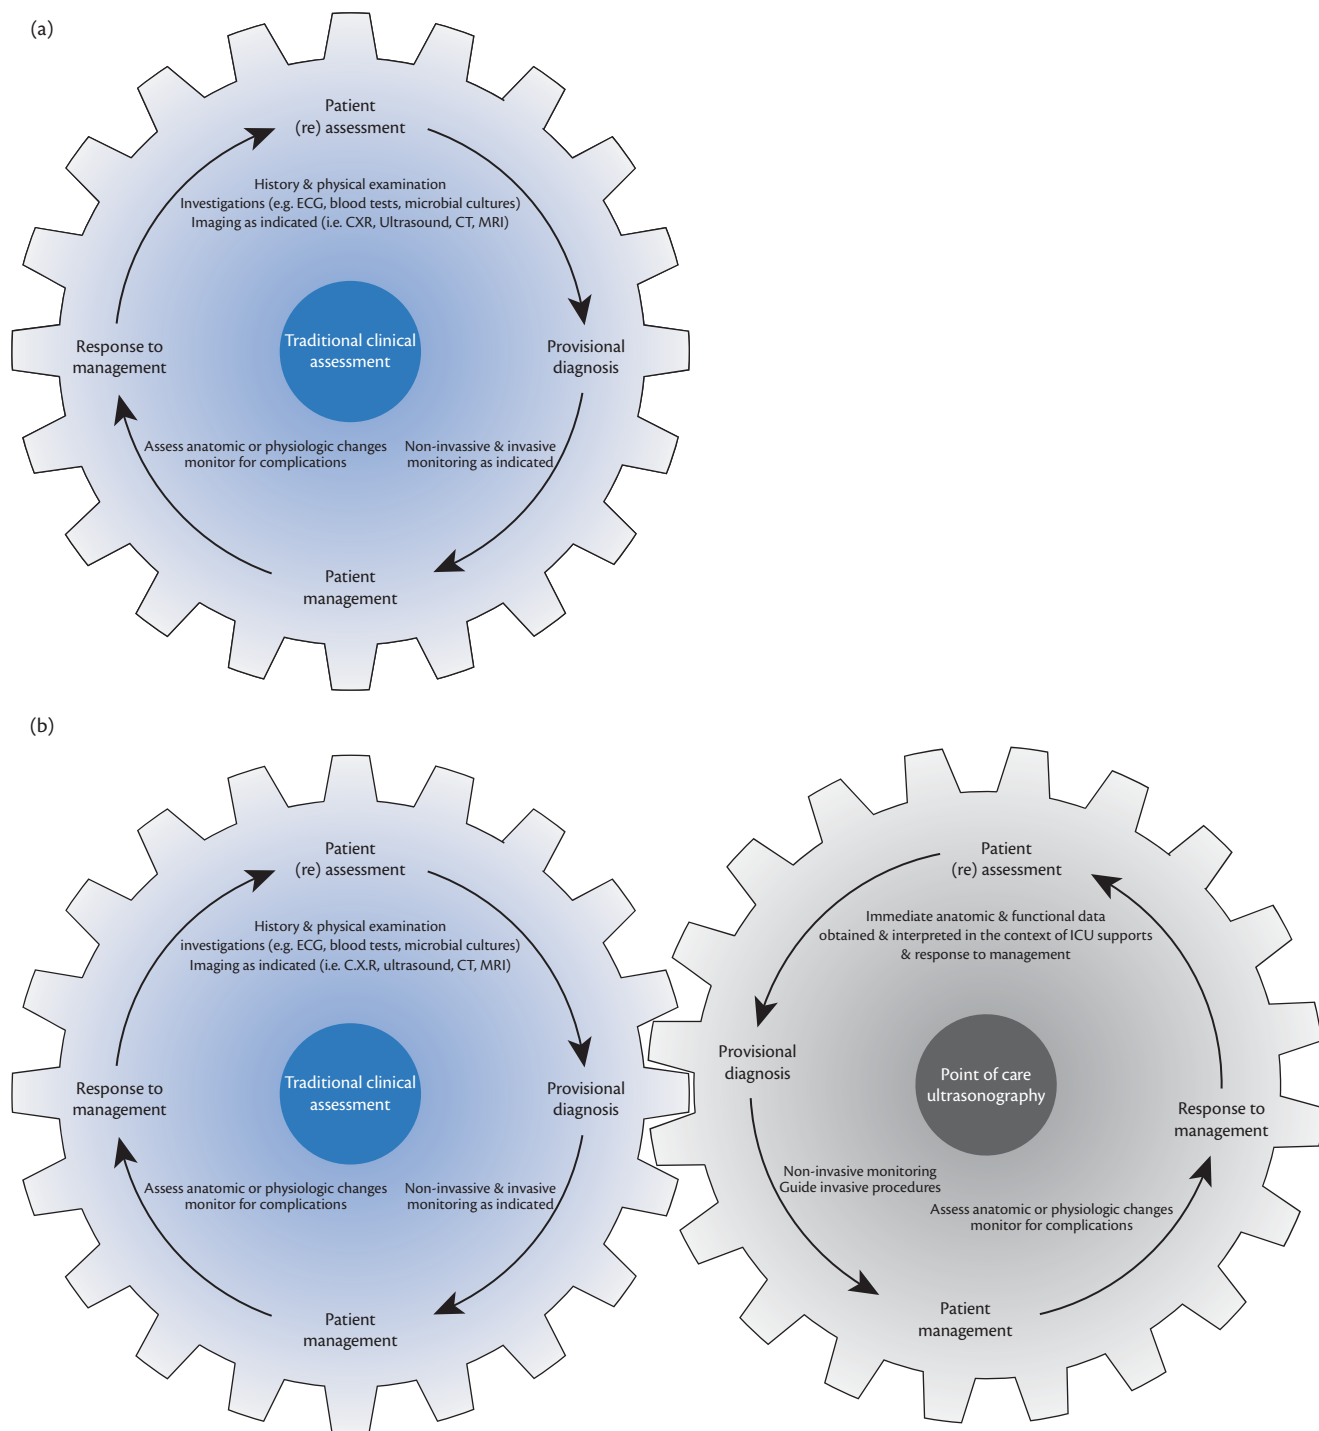 (a)
Patient
(re) assessment
History & physical examination
Investigations (e.g. ECG, blood tests, microbial cultures)
Imaging as indicated (i.e. CXR, Ultrasound, CT, MRI)
Traditional clinical
assessment
Response to
management
Provisional
diagnosis
Assess anatomic or physiologic changes
monitor for complications
Non-invassive & invasive
monitoring as indicated
Patient
management
(b)
Patient
(re) assessment
History & physical examination
investigations (e.g. ECG, blood tests, microbial cultures)
Imaging as indicated (i.e. C.X.R, ultrasound, CT, MRI)
Traditional clinical
assessment
Response to
management
Provisional
diagnosis
Assess anatomic or physiologic changes
monitor for complications
Non-invassive & invasive
monitoring as indicated
Patient
management
Patient
(re) assessment
Immediate anatomic & functional data
obtained & interpreted in the context of ICU supports
& response to management
Provisional
diagnosis
Point of care
ultrasonography
Response to
management
Non-invasive monitoring
Guide invasive procedures
Assess anatomic or physiologic changes
monitor for complications
Patient
management